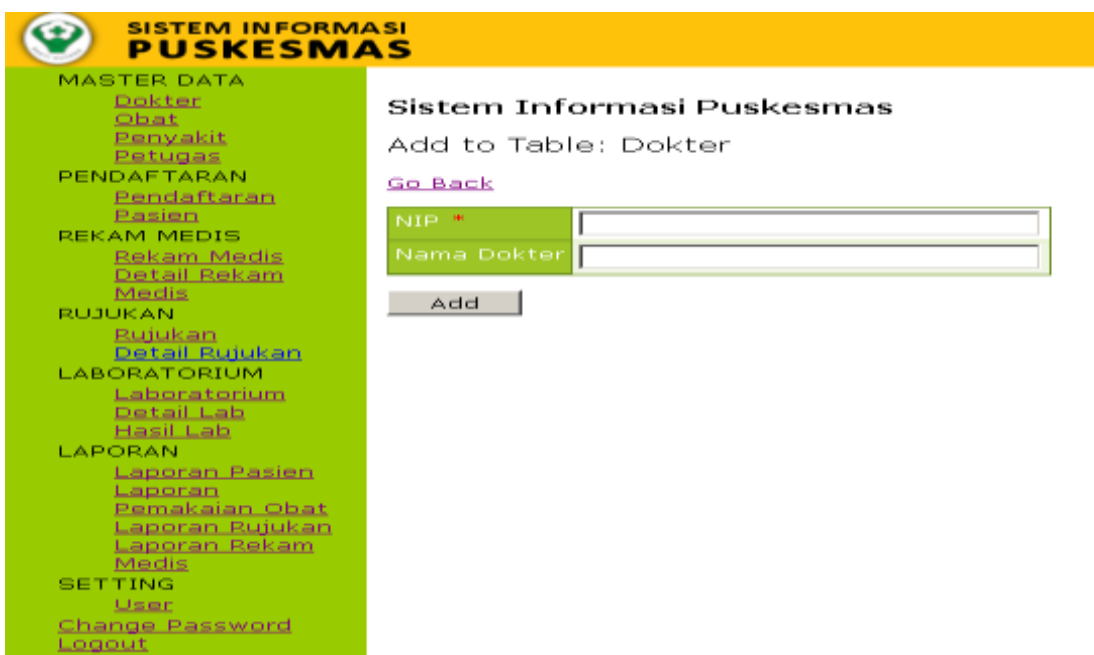 SISTEM INFORMASI
PUSKESMAS
MASTER DATA
Dokter
Obat
Penyakit
Petugas
PENDAFTARAN
Pendaftaran
Pasien
REKAM MEDIS
Rekam Medis
Detail Rekam
Medis
RUJUKAN
Rujukan
Detail Rujukan
LABORATORIUM
Laboratorium
Detail Lab
Hasil Lab
LAPORAN
Laporan Pasien
Laporan
Pemakaian Obat
Laporan Rujukan
Laporan Rekam
Medis
SETTING
User
Change Password
Logout
Sistem Informasi Puskesmas
Add to Table: Dokter
Go Back
NIP *
Nama Dokter
Add